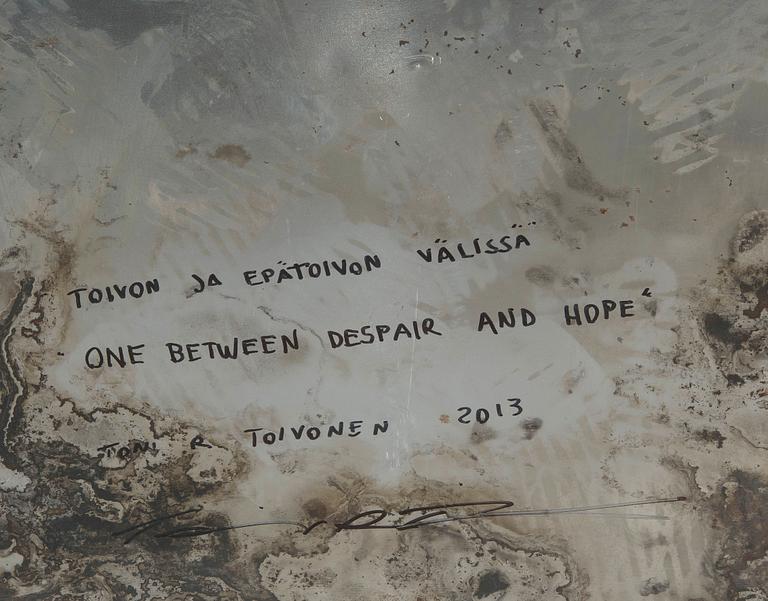 TOIVON JA EPÄTOIVON VÄLISSÄ
"ONE BETWEEN DESPAIR AND HOPE"
TONI R TOIVONEN 2013